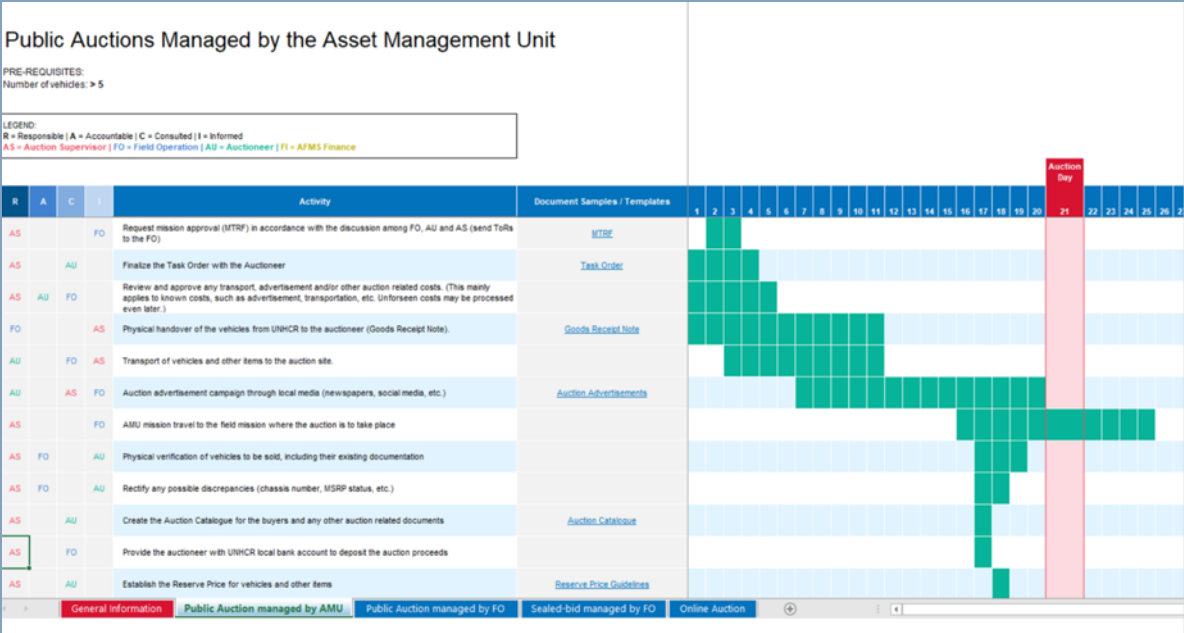 Public Auctions Managed by the Asset Management Unit
PRE-REQUISITES:
Number of vehicles: > 5
LEGEND:
R = Responsible | A = Accountable | C = Consulted | I = Informed
AS = Auction Supervisor | FO = Field Operation | AU = Auctioneer | FI = AFMS Finance
Auction
Day
R A C I Activity Document Samples / Templates 1 2 3 4 5 6 7 8 9 10 11 12 13 14 15 16 17 18 19 20 21 22 23 24 25 26
AS FO Request mission approval (MTRF) in accordance with the discussion among FO, AU and AS (send ToRs
to the FO) MTRF
AS AU Finalize the Task Order with the Auctioneer Task Order
Review and approve any transport, advertisement and/or other auction related costs. (This mainly
AS AU FO applies to known costs, such as advertisement, transportation, etc. Unforseen costs may be processed
even later.)
FO AS Physical handover of the vehicles from UNHCR to the auctioneer (Goods Receipt Note). Goods Receipt Note
AU FO AS Transport of vehicles and other items to the auction site.
AU AS FO Auction advertisement campaign through local media (newspapers, social media, etc.) Auction Advertisements
AS FO AMU mission travel to the field mission where the auction is to take place
AS FO AU Physical verification of vehicles to be sold, including their existing documentation
AS FO AU Rectify any possible discrepancies (chassis number, MSRP status, etc.)
AS AU Create the Auction Catalogue for the buyers and any other auction related documents Auction Catalogue
AS FO Provide the auctioneer with UNHCR local bank account to deposit the auction proceeds
AS AU Establish the Reserve Price for vehicles and other items Reserve Price Guidelines
General Information Public Auction managed by AMU Public Auction managed by FO Sealed-bid managed by FO Online Auction